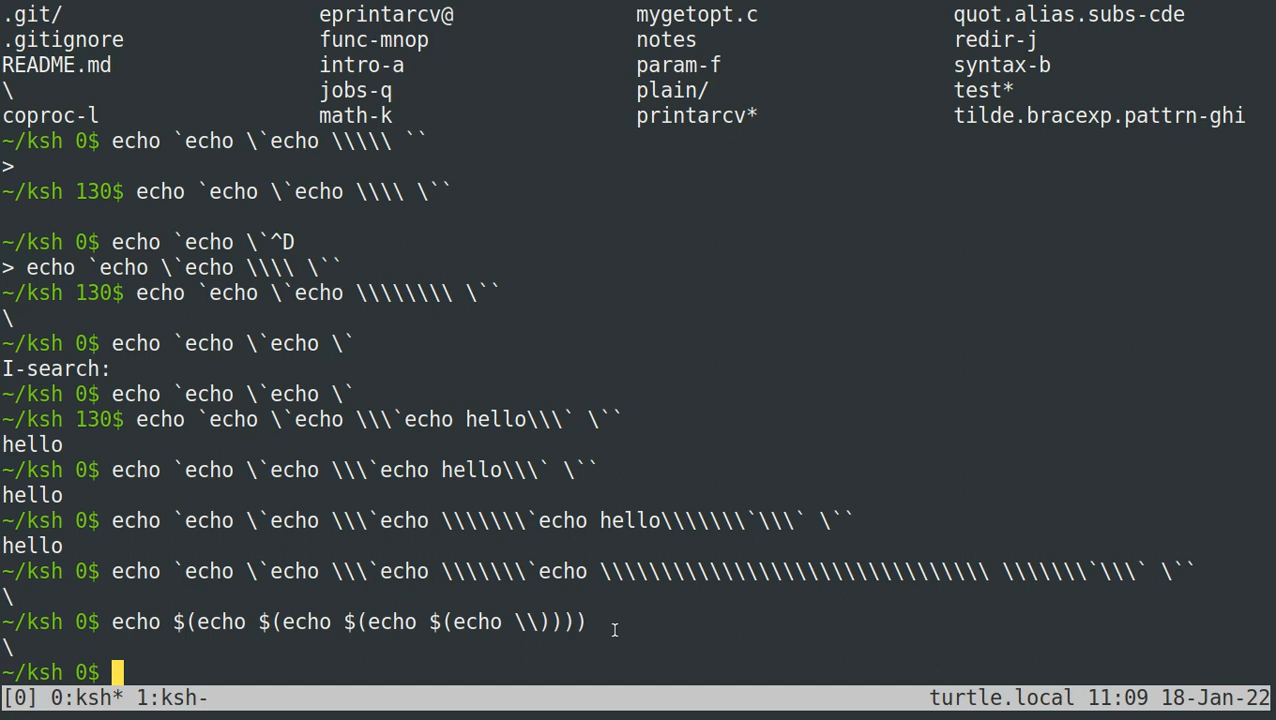 .git/ eprintarcv@ mygetopt.c quot.alias.subs-cde
.gitignore func-mnop notes redir-j
README.md intro-a param-f syntax-b
\ jobs-q plain/ test*
coproc-l math-k printarcv* tilde.bracexp.pattrn-ghi
~/ksh 0$ echo `echo \`echo \\\\\ ``
>
~/ksh 130$ echo `echo \`echo \\\\ \``
~/ksh 0$ echo `echo \`^D
> echo `echo \`echo \\\\ \``
~/ksh 130$ echo `echo \`echo \\\\\\\\ \``
\
~/ksh 0$ echo `echo \`echo \`
I-search:
~/ksh 0$ echo `echo \`echo \`
~/ksh 130$ echo `echo \`echo \\\`echo hello\\\` \``
hello
~/ksh 0$ echo `echo \`echo \\\`echo hello\\\` \``
hello
~/ksh 0$ echo `echo \`echo \\\`echo \\\\\\\`echo hello\\\\\\\`\\\` \``
hello
~/ksh 0$ echo `echo \`echo \\\`echo \\\\\\\`echo \\\\\\\\\\\\\\\\\\\\\\\\\\\\\\\\ \\\\\\\`\\\` \``
\
~/ksh 0$ echo $(echo $(echo $(echo $(echo \\))))
\
~/ksh 0$
[0] 0:ksh* 1:ksh- turtle.local 11:09 18-Jan-22